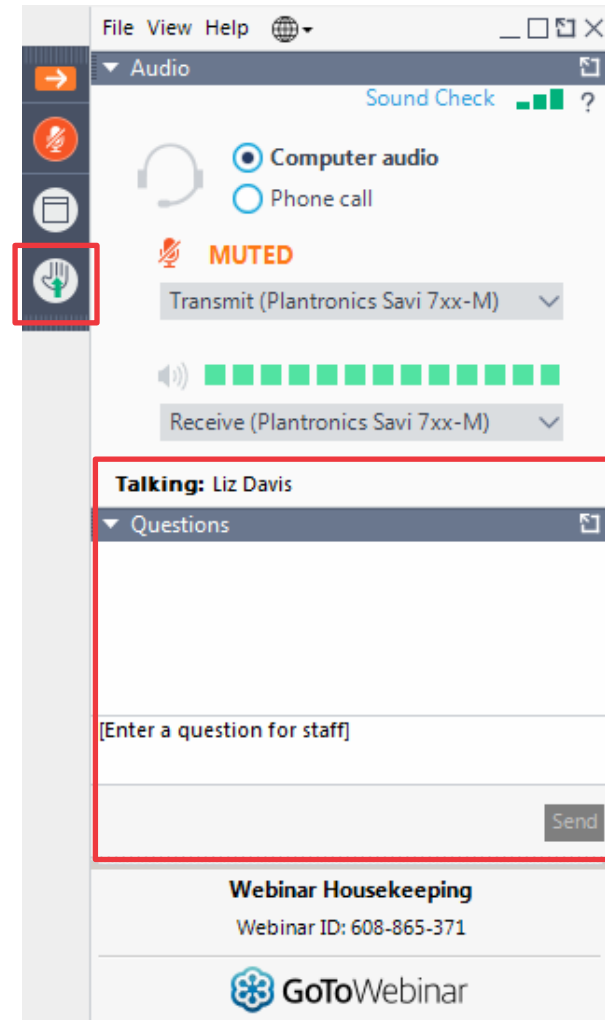 File View Help
Audio
Sound Check ?
Computer audio
Phone call
MUTED
Transmit (Plantronics Savi 7xx-M)
Receive (Plantronics Savi 7xx-M)
Talking: Liz Davis
Questions
[Enter a question for staff]
Send
Webinar Housekeeping
Webinar ID: 608-865-371
GoToWebinar